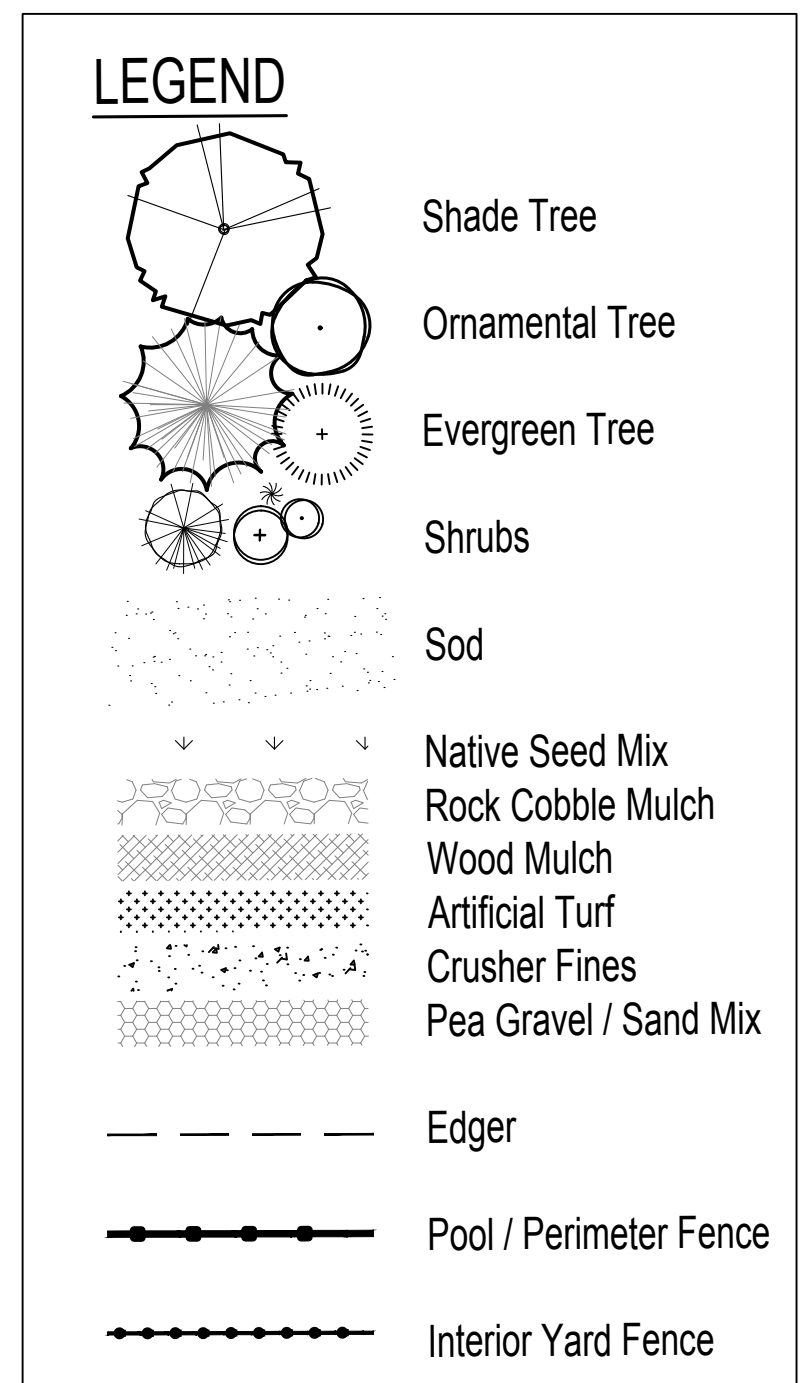 LEGEND
Shade Tree
Ornamental Tree
Evergreen Tree
Shrubs
Sod
Native Seed Mix
Rock Cobble Mulch
Wood Mulch
Artificial Turf
Crusher Fines
Pea Gravel / Sand Mix
Edger
Pool / Perimeter Fence
Interior Yard Fence